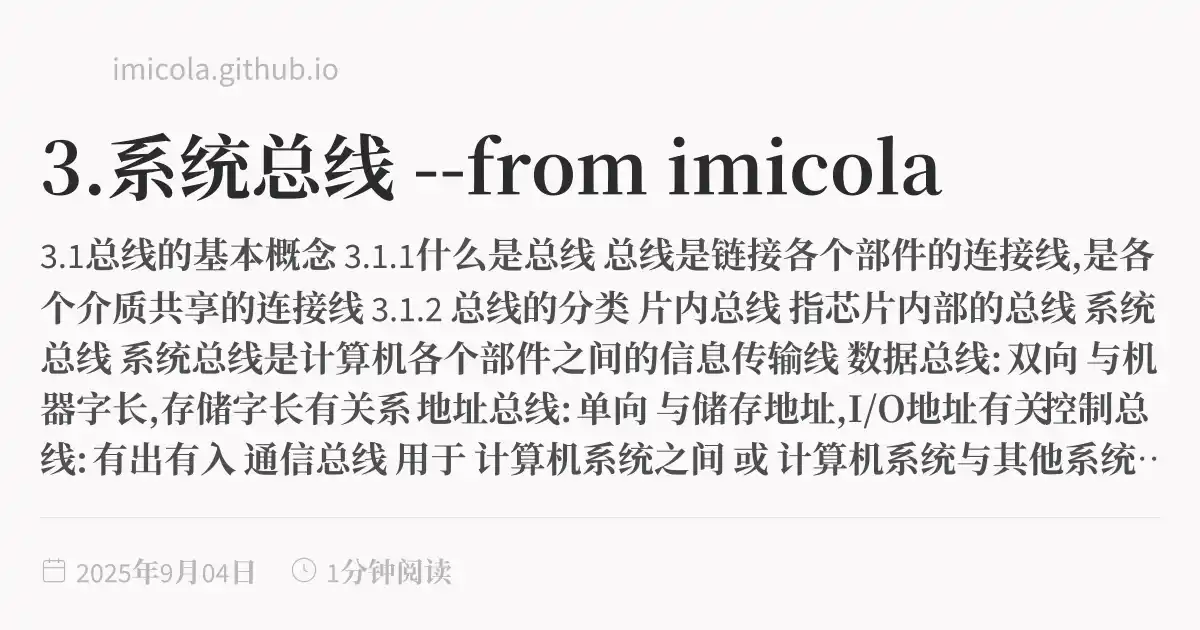 imicola.github.io
3.系统总线 --from imicola
3.1总线的基本概念 3.1.1什么是总线 总线是链接各个部件的连接线,是各
个介质共享的连接线 3.1.2 总线的分类 片内总线 指芯片内部的总线 系统
总线 系统总线是计算机各个部件之间的信息传输线 数据总线: 双向 与机
器字长,存储字长有关系 地址总线: 单向 与储存地址,I/O地址有关控制总
线: 有出有入 通信总线 用于 计算机系统之间 或 计算机系统与其他系统…
2025年9月04日 1分钟阅读